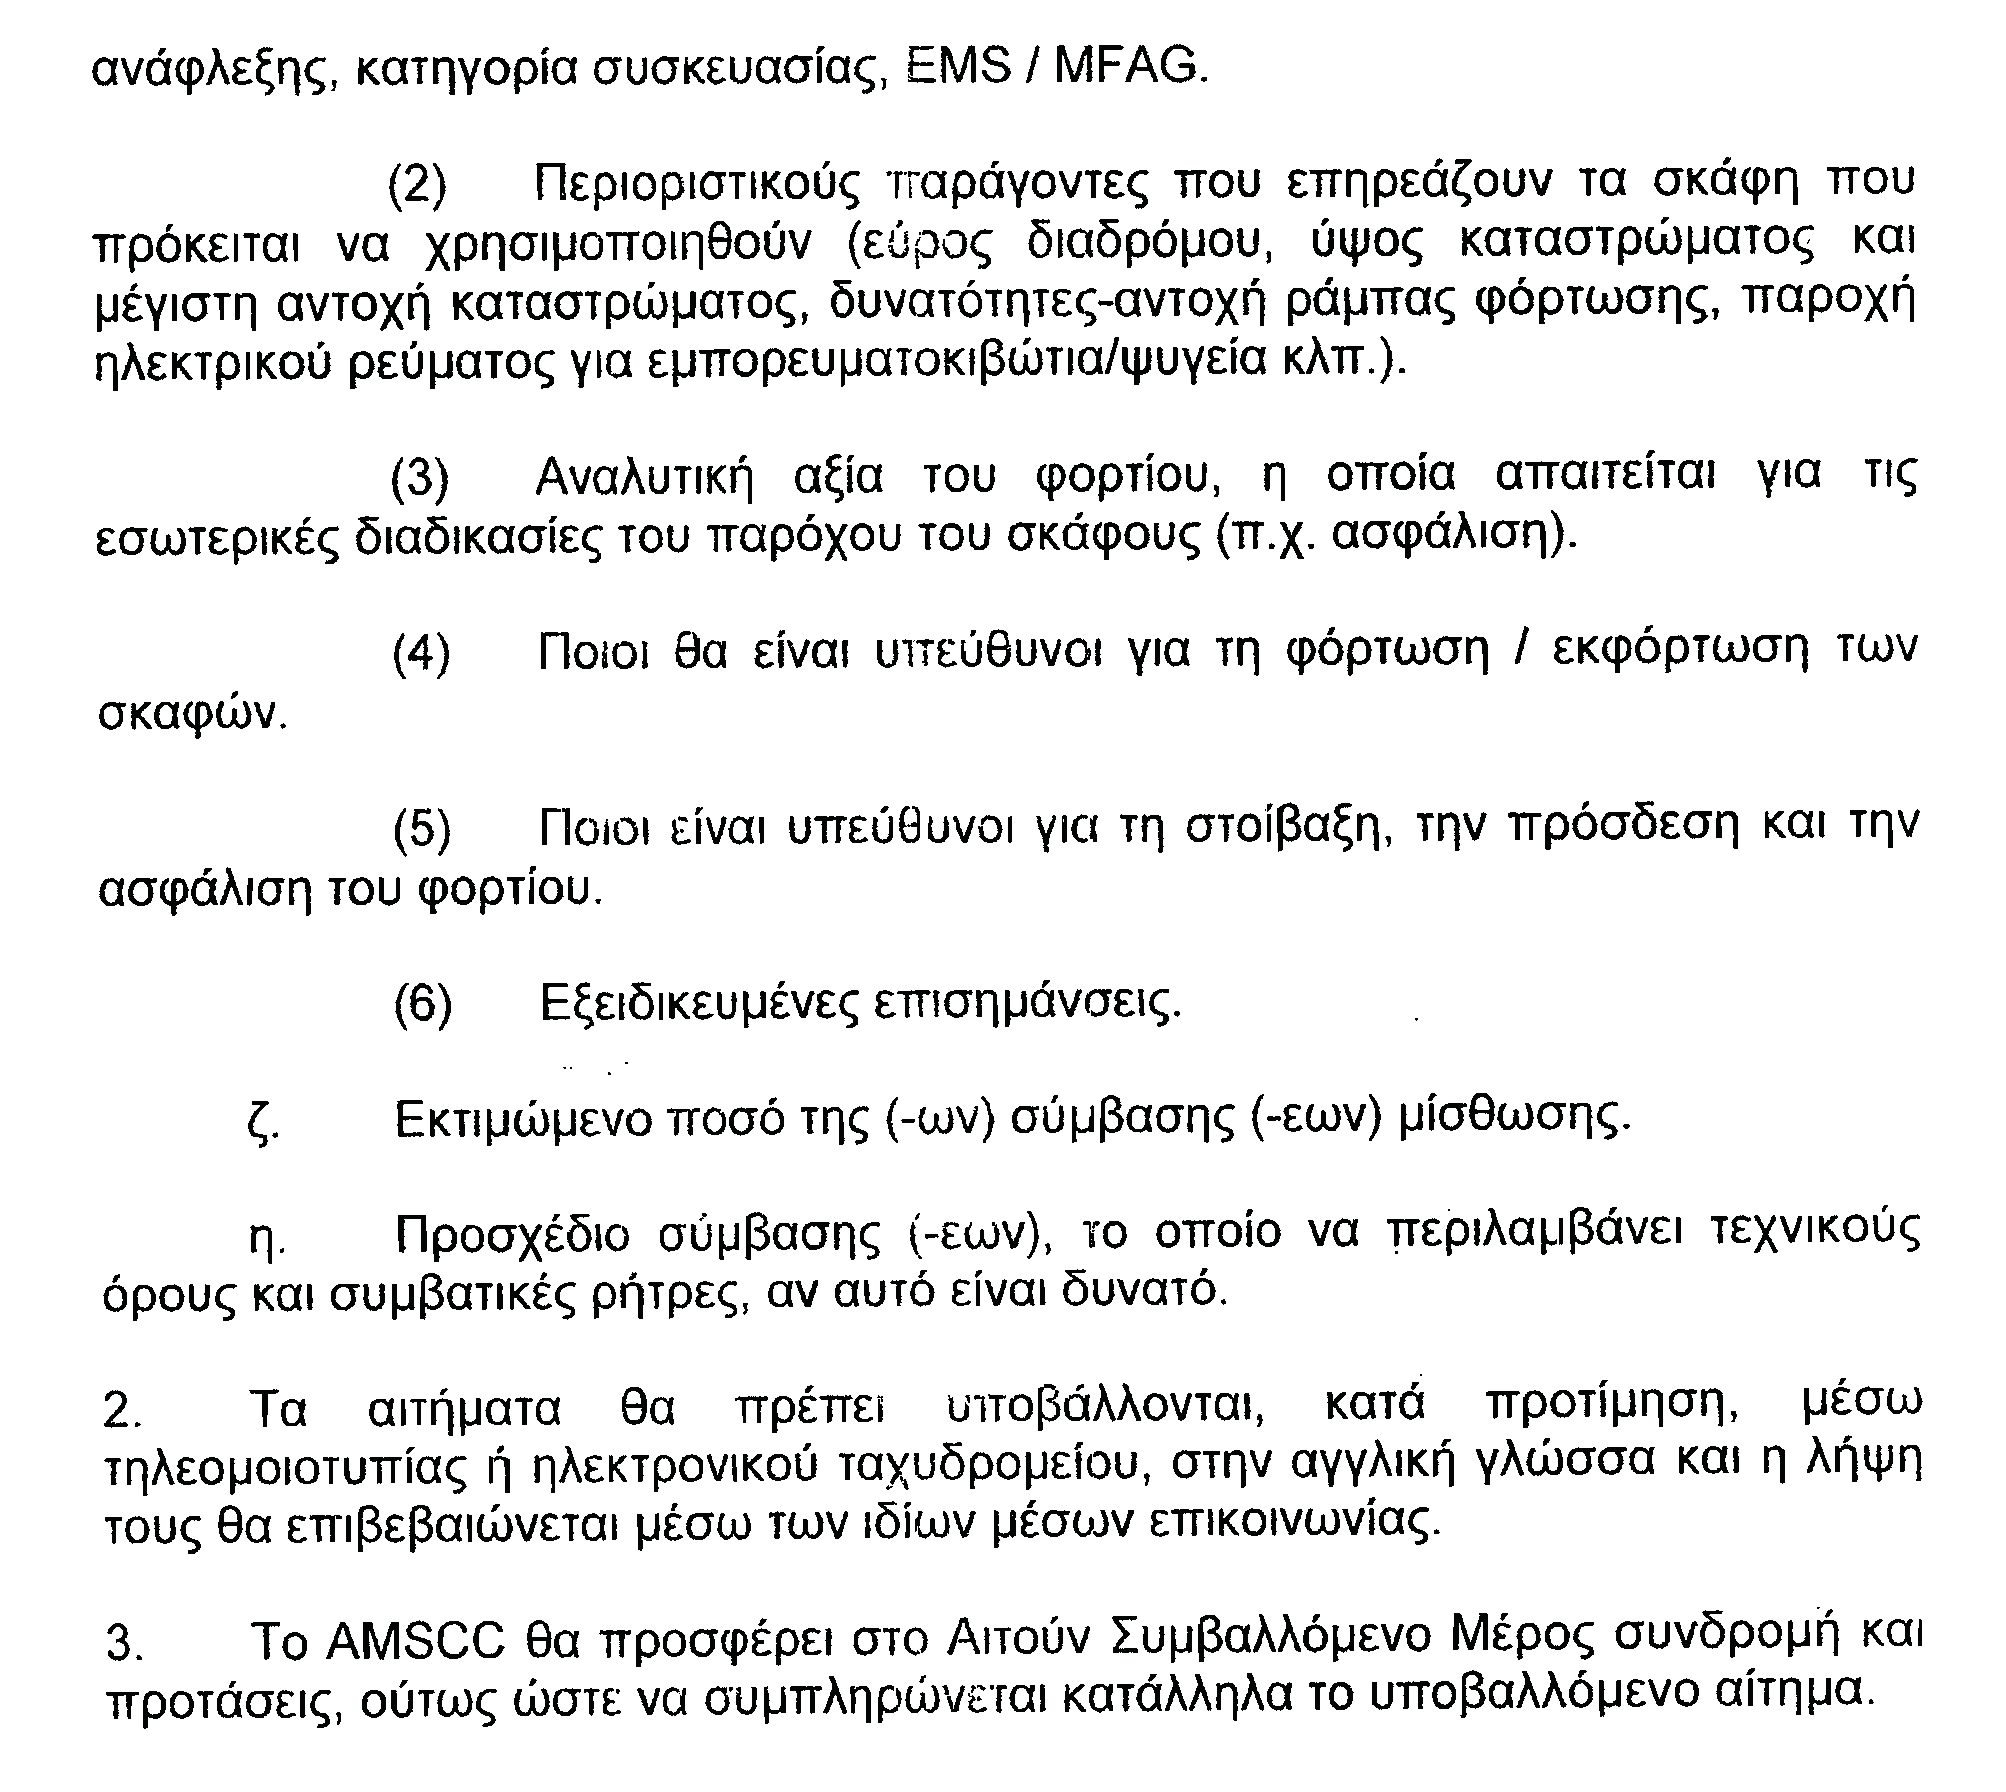 ανάφλεξης, κατηγορία συσκευασίας, EMS / MFAG.
(2) Περιοριστικούς παράγοντες που επηρεάζουν τα σκάφη που
πρόκειται να χρησιμοποιηθούν (εύρος διαδρόμου, ύψος καταστρώματος και
μέγιστη αντοχή καταστρώματος, δυνατότητες-αντοχή ράμπας φόρτωσης, παροχή
ηλεκτρικού ρεύματος για εμπορευματοκιβώτια/ψυγεία κλπ.).
(3) Αναλυτική αξία του φορτίου, η οποία απαιτείται για τις
εσωτερικές διαδικασίες του παρόχου του σκάφους (π.χ. ασφάλιση).
(4) Ποιοι θα είναι υπεύθυνοι για τη φόρτωση / εκφόρτωση των
σκαφών.
(5) Ποιοι είναι υπεύθυνοι για τη στοίβαξη, την πρόσδεση και την
ασφάλιση του φορτίου.
(6) Εξειδικευμένες επισημάνσεις.
ζ. Εκτιμώμενο ποσό της (-ων) σύμβασης (-εων) μίσθωσης.
η. Προσχέδιο σύμβασης (-εων), το οποίο να περιλαμβάνει τεχνικούς
όρους και συμβατικές ρήτρες, αν αυτό είναι δυνατό.
2. Τα αιτήματα θα πρέπει υποβάλλονται, κατά προτίμηση, μέσω
τηλεομοιοτυπίας ή ηλεκτρονικού ταχυδρομείου, στην αγγλική γλώσσα και η λήψη
τους θα επιβεβαιώνεται μέσω των ιδίων μέσων επικοινωνίας.
3. Το AMSCC θα προσφέρει στο Αιτούν Συμβαλλόμενο Μέρος συνδρομή και
προτάσεις, ούτως ώστε να συμπληρώνεται κατάλληλα το υποβαλλόμενο αίτημα.